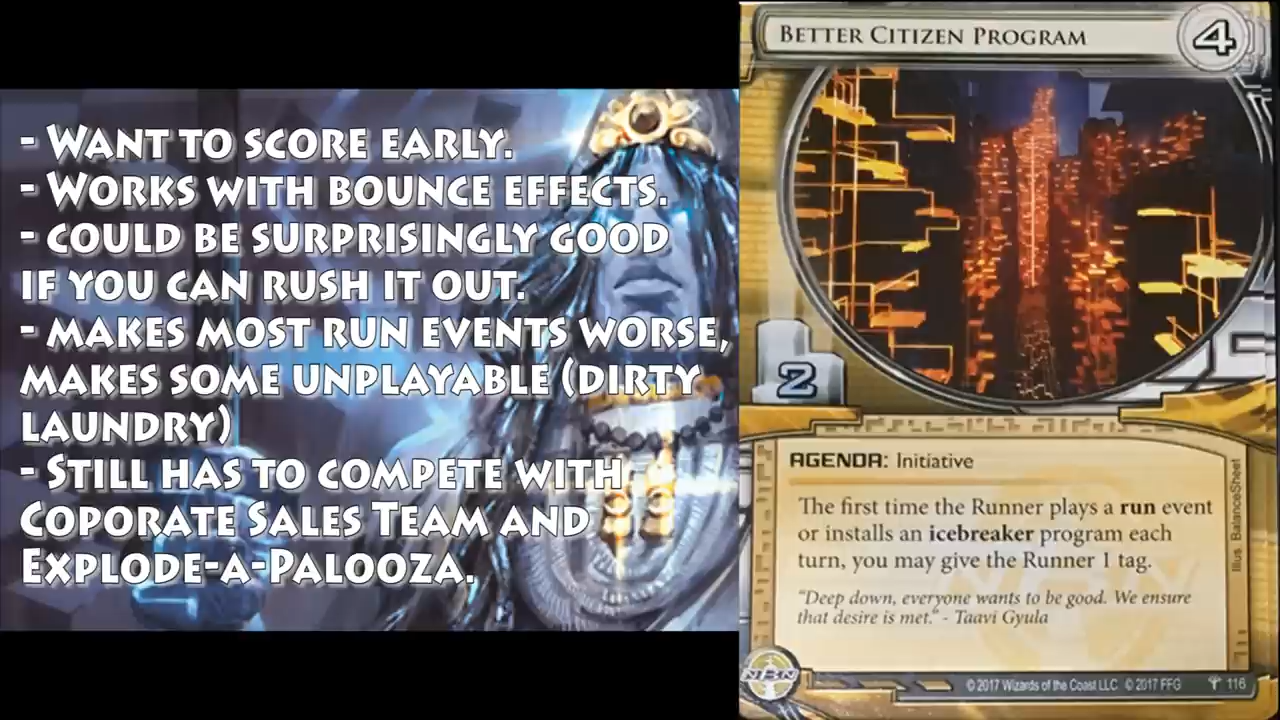 - Want to score early.
- Works with bounce effects.
- could be surprisingly good
if you can rush it out.
- makes most run events worse,
makes some unplayable (Dirty
Laundry)
- Still has to compete with
Coporate Sales Team and
Explode-a-Palooza.
Better Citizen Program
4
2
AGENDA: Initiative
The first time the Runner plays a run event
or installs an icebreaker program each
turn, you may give the Runner 1 tag.
"Deep down, everyone wants to be good. We ensure
that desire is met." - Taavi Gyula
Illus. BalanceSheet
NBN
© 2017 Wizards of the Coast LLC © 2017 FFG
116